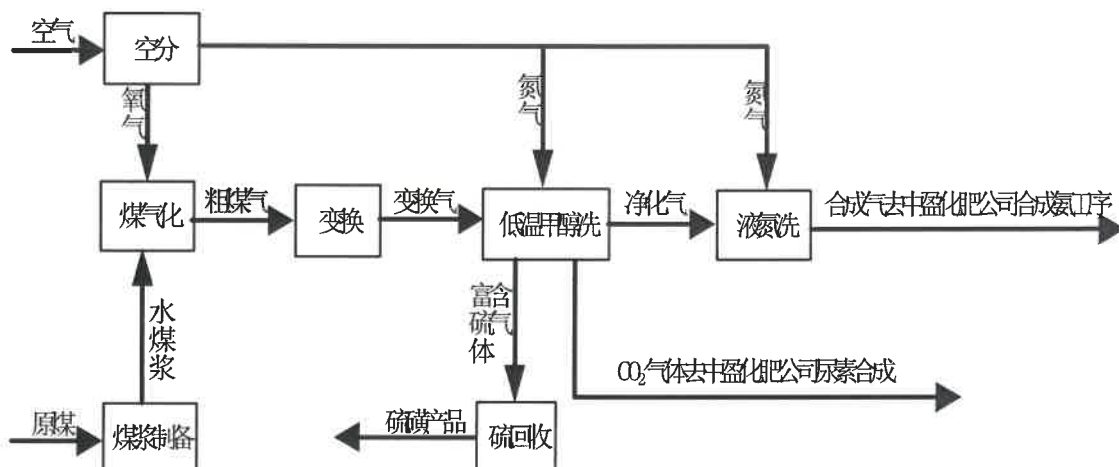 空气
空分
氧气
氮气
氮气
煤气化
粗煤气
变换
变换气
低温甲醇洗
净化气
液氮洗
合成气去中盈化肥公司合成氨工序
水煤浆
富含硫气体
CO₂气体去中盈化肥公司尿素合成
原煤
煤浆制备
硫磺产品
硫回收